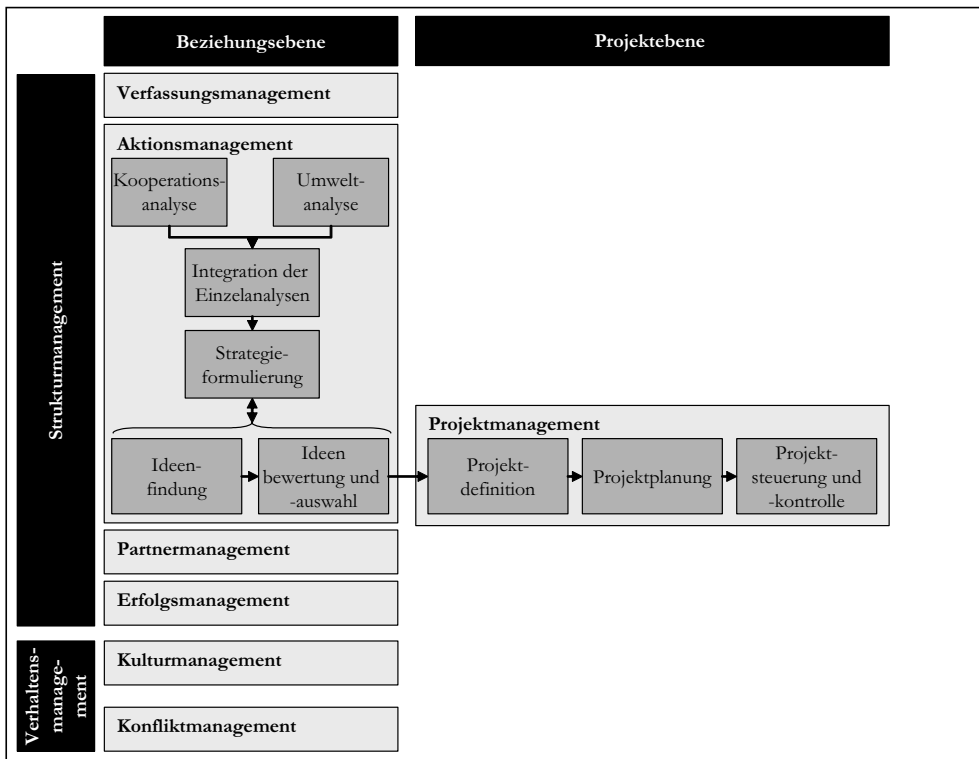 Beziehungsebene
Projektebene
Strukturmanagement
Verfassungsmanagement
Aktionsmanagement
Kooperations-
analyse
Umwelt-
analyse
Integration der
Einzelanalysen
Strategie-
formulierung
Ideen-
findung
Ideen
bewertung und
-auswahl
Projektmanagement
Projekt-
definition
Projektplanung
Projekt-
steuerung und
-kontrolle
Partnermanagement
Erfolgsmanagement
Verhaltens-
manage-
ment
Kulturmanagement
Konfliktmanagement